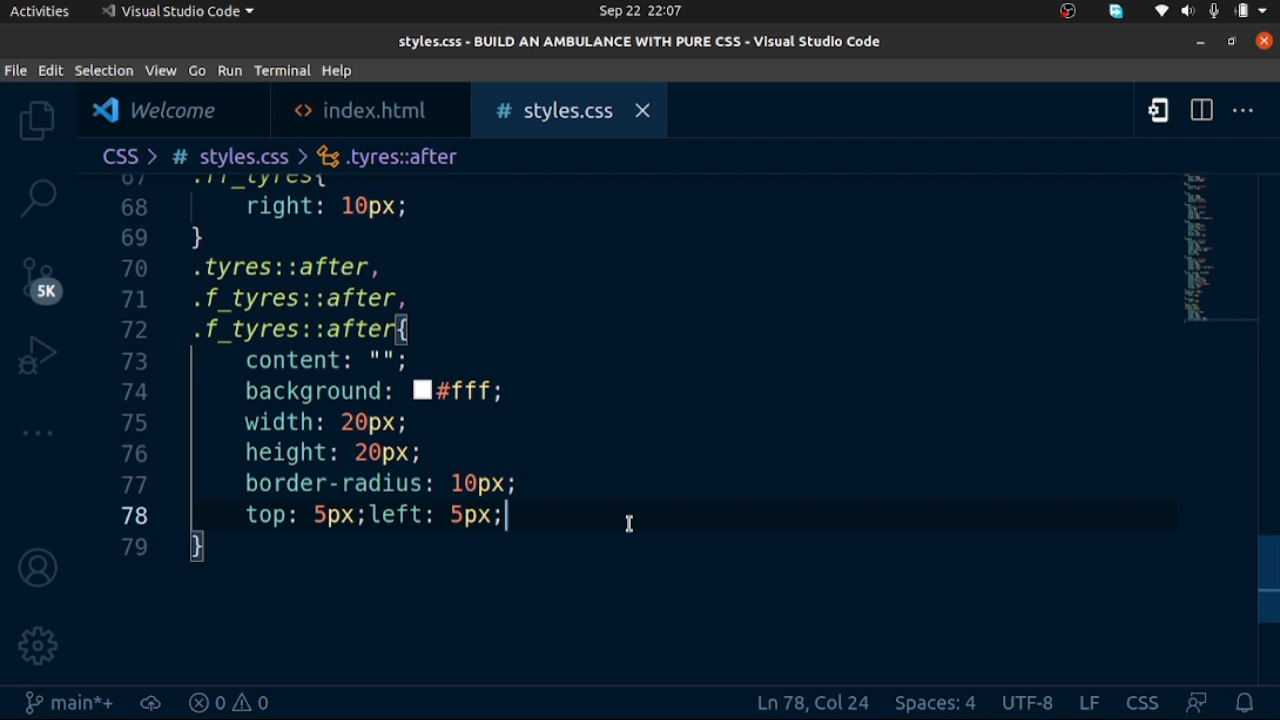 Activities Visual Studio Code Sep 22 22:07
styles.css - BUILD AN AMBULANCE WITH PURE CSS - Visual Studio Code
File Edit Selection View Go Run Terminal Help
Welcome <> index.html # styles.css
CSS > # styles.css > .tyres::after
67 .ff_tyres{
68 right: 10px;
69 }
70 .tyres::after,
71 .f_tyres::after,
72 .f_tyres::after{
73 content: "";
74 background: #fff;
75 width: 20px;
76 height: 20px;
77 border-radius: 10px;
78 top: 5px;left: 5px;
79 }
5K
main*+ 0 0 Ln 78, Col 24 Spaces: 4 UTF-8 LF CSS